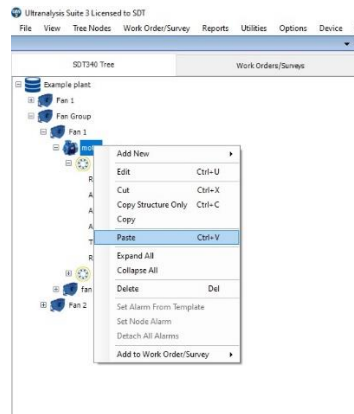 Ultranalysis Suite 3 Licensed to SDT
File View Tree Nodes Work Order/Survey Reports Utilities Options Device
SDT340 Tree Work Orders/Surveys
Example plant
Fan 1
Fan Group
Fan 1
Add New
Edit Ctrl+U
Cut Ctrl+X
Copy Structure Only Ctrl+C
Copy
Paste Ctrl+V
Expand All
Collapse All
Delete Del
Set Alarm From Template
Set Node Alarm
Detach All Alarms
Add to Work Order/Survey
R
A
A
A
T
R
fan
Fan 2